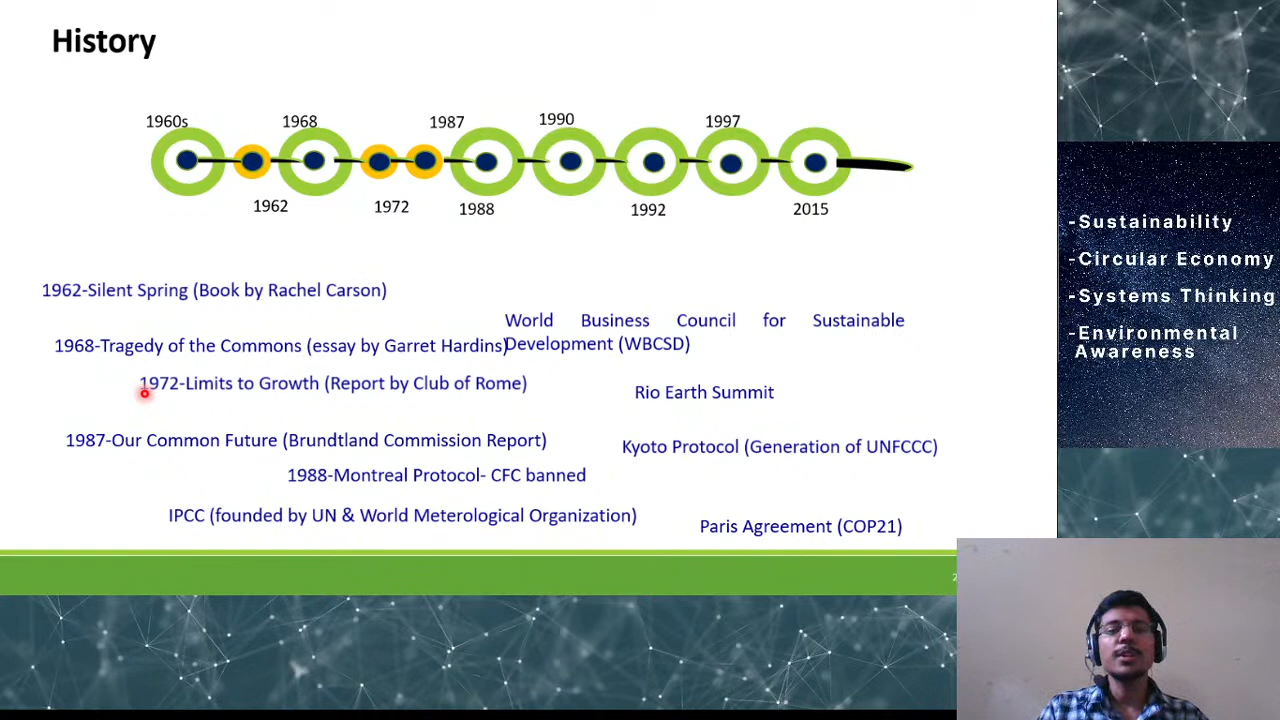 History
1960s
1968
1987
1990
1997
1962
1972
1988
1992
2015
1962-Silent Spring (Book by Rachel Carson)
1968-Tragedy of the Commons (essay by Garret Hardins)
1972-Limits to Growth (Report by Club of Rome)
1987-Our Common Future (Brundtland Commission Report)
1988-Montreal Protocol- CFC banned
IPCC (founded by UN & World Meterological Organization)
World Business Council for Sustainable
Development (WBCSD)
Rio Earth Summit
Kyoto Protocol (Generation of UNFCCC)
Paris Agreement (COP21)
-Sustainability
-Circular Economy
-Systems Thinking
-Environmental
Awareness